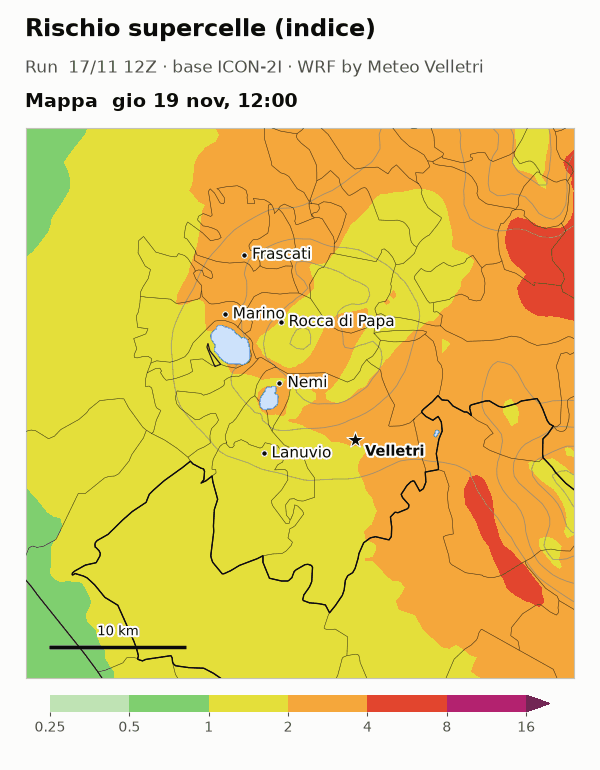 Rischio supercelle (indice)
Run 17/11 12Z · base ICON-2I · WRF by Meteo Velletri
Mappa gio 19 nov, 12:00
Frascati
Marino
Rocca di Papa
Nemi
Lanuvio
Velletri
10 km
0.25 0.5 1 2 4 8 16